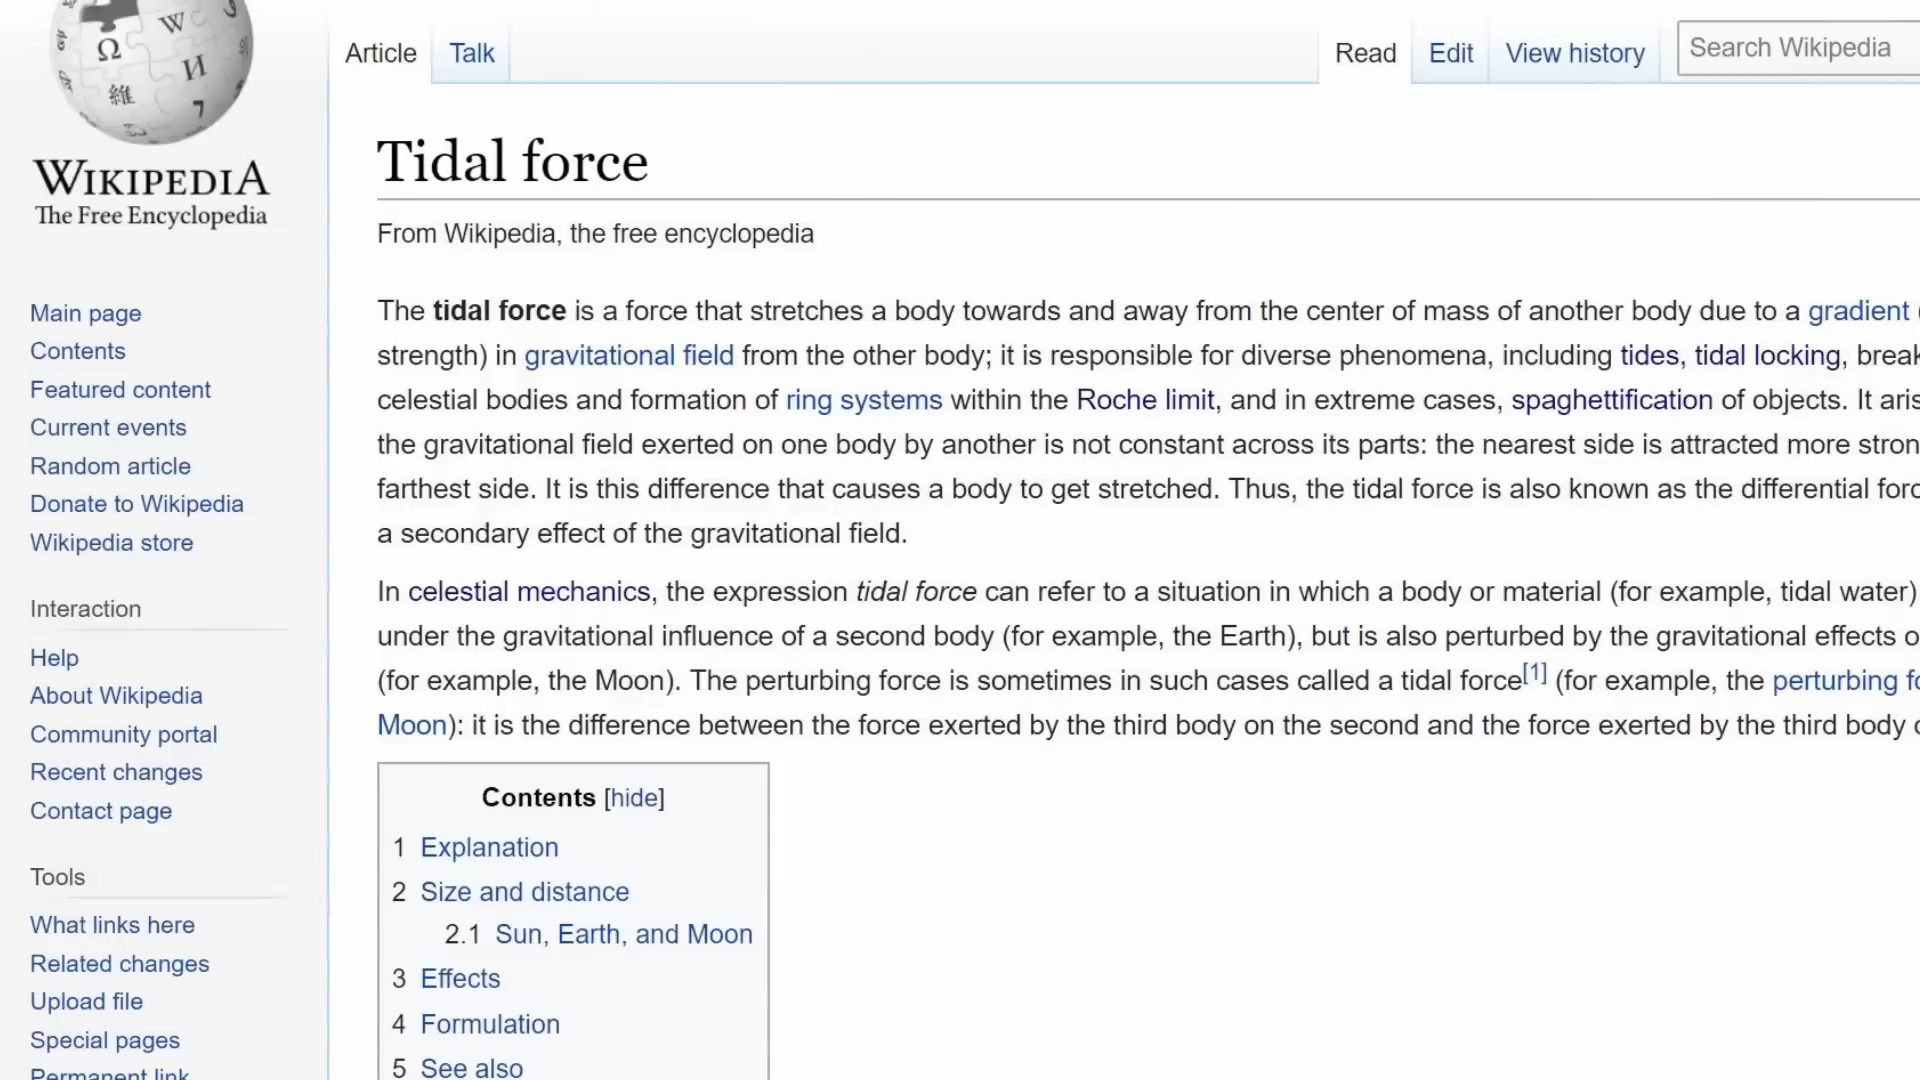 Ω
W
И
維
7
WIKIPEDIA
The Free Encyclopedia
Main page
Contents
Featured content
Current events
Random article
Donate to Wikipedia
Wikipedia store
Interaction
Help
About Wikipedia
Community portal
Recent changes
Contact page
Tools
What links here
Related changes
Upload file
Special pages
Permanent link
Article Talk Read Edit View history Search Wikipedia
Tidal force
From Wikipedia, the free encyclopedia
The tidal force is a force that stretches a body towards and away from the center of mass of another body due to a gradient (
strength) in gravitational field from the other body; it is responsible for diverse phenomena, including tides, tidal locking, break
celestial bodies and formation of ring systems within the Roche limit, and in extreme cases, spaghettification of objects. It aris
the gravitational field exerted on one body by another is not constant across its parts: the nearest side is attracted more stron
farthest side. It is this difference that causes a body to get stretched. Thus, the tidal force is also known as the differential forc
a secondary effect of the gravitational field.
In celestial mechanics, the expression tidal force can refer to a situation in which a body or material (for example, tidal water)
under the gravitational influence of a second body (for example, the Earth), but is also perturbed by the gravitational effects o
(for example, the Moon). The perturbing force is sometimes in such cases called a tidal force[1] (for example, the perturbing fo
Moon): it is the difference between the force exerted by the third body on the second and the force exerted by the third body o
Contents [hide]
1 Explanation
2 Size and distance
2.1 Sun, Earth, and Moon
3 Effects
4 Formulation
5 See also